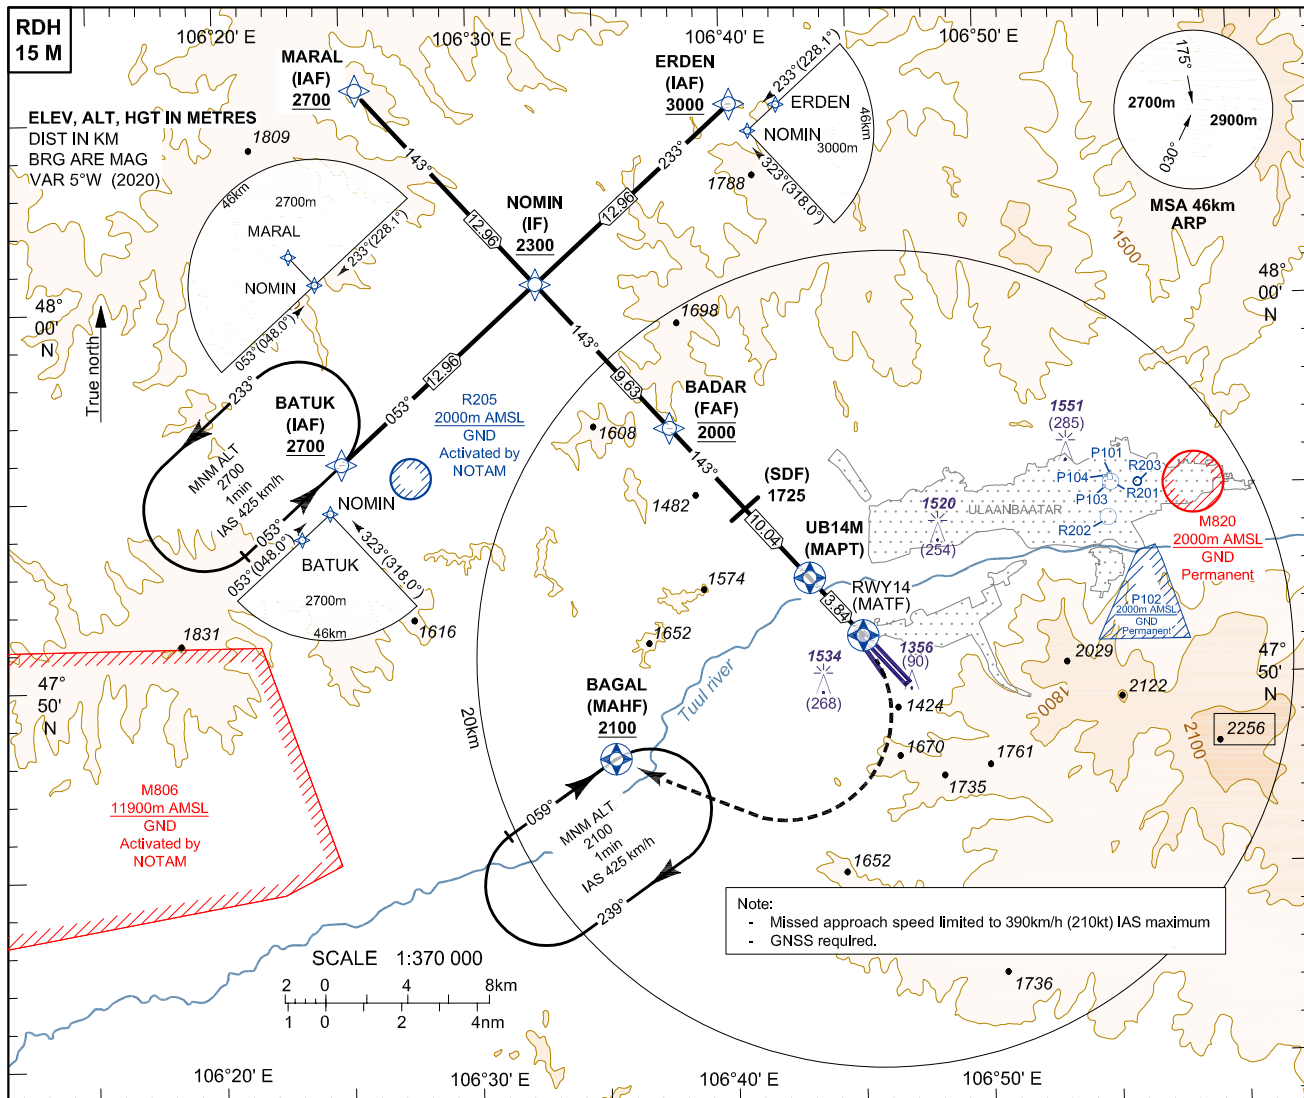 RDH
15 M
106°20' E
106°30' E
106°40' E
106°50' E
MARAL
(IAF)
2700
ERDEN
(IAF)
3000
ELEV, ALT, HGT IN METRES
DIST IN KM
BRG ARE MAG
VAR 5°W (2020)
1809
143°
12.96
233°
12.96
233°(228.1°)
ERDEN
NOMIN
46km
3000m
323°(318.0°)
1788
175°
2700m
2900m
030°
MSA 46km
ARP
1500
46km
2700m
MARAL
NOMIN
233°(228.1°)
053°(048.0°)
NOMIN
(IF)
2300
48°
00'
N
48°
00'
N
True north
1698
143°
9.63
12.96
053°
BADAR
(FAF)
2000
233°
BATUK
(IAF)
2700
MNM ALT
2700
1min
IAS 425 km/h
053°
R205
2000m AMSL
GND
Activated by
NOTAM
1608
143°
1482
(SDF)
1725
10.04
1551
(285)
P101
R203
P104
P103
R201
ULAANBAATAR
R202
1520
(254)
M820
2000m AMSL
GND
Permanent
NOMIN
053°(048.0°)
BATUK
323°(318.0°)
2700m
46km
1616
UB14M
(MAPT)
3.84
RWY14
(MATF)
P102
2000m AMSL
GND
Permanent
1574
1652
1831
1534
(268)
1356
(90)
1424
2029
2122
1800
2100
2256
47°
50'
N
47°
50'
N
20km
Tuul river
BAGAL
(MAHF)
2100
1670
1761
1735
059°
MNM ALT
2100
1min
IAS 425 km/h
239°
M806
11900m AMSL
GND
Activated by
NOTAM
1652
Note:
- Missed approach speed limited to 390km/h (210kt) IAS maximum
- GNSS required.
1736
SCALE 1:370 000
2 0 4 8km
1 0 2 4nm
106°20' E
106°30' E
106°40' E
106°50' E